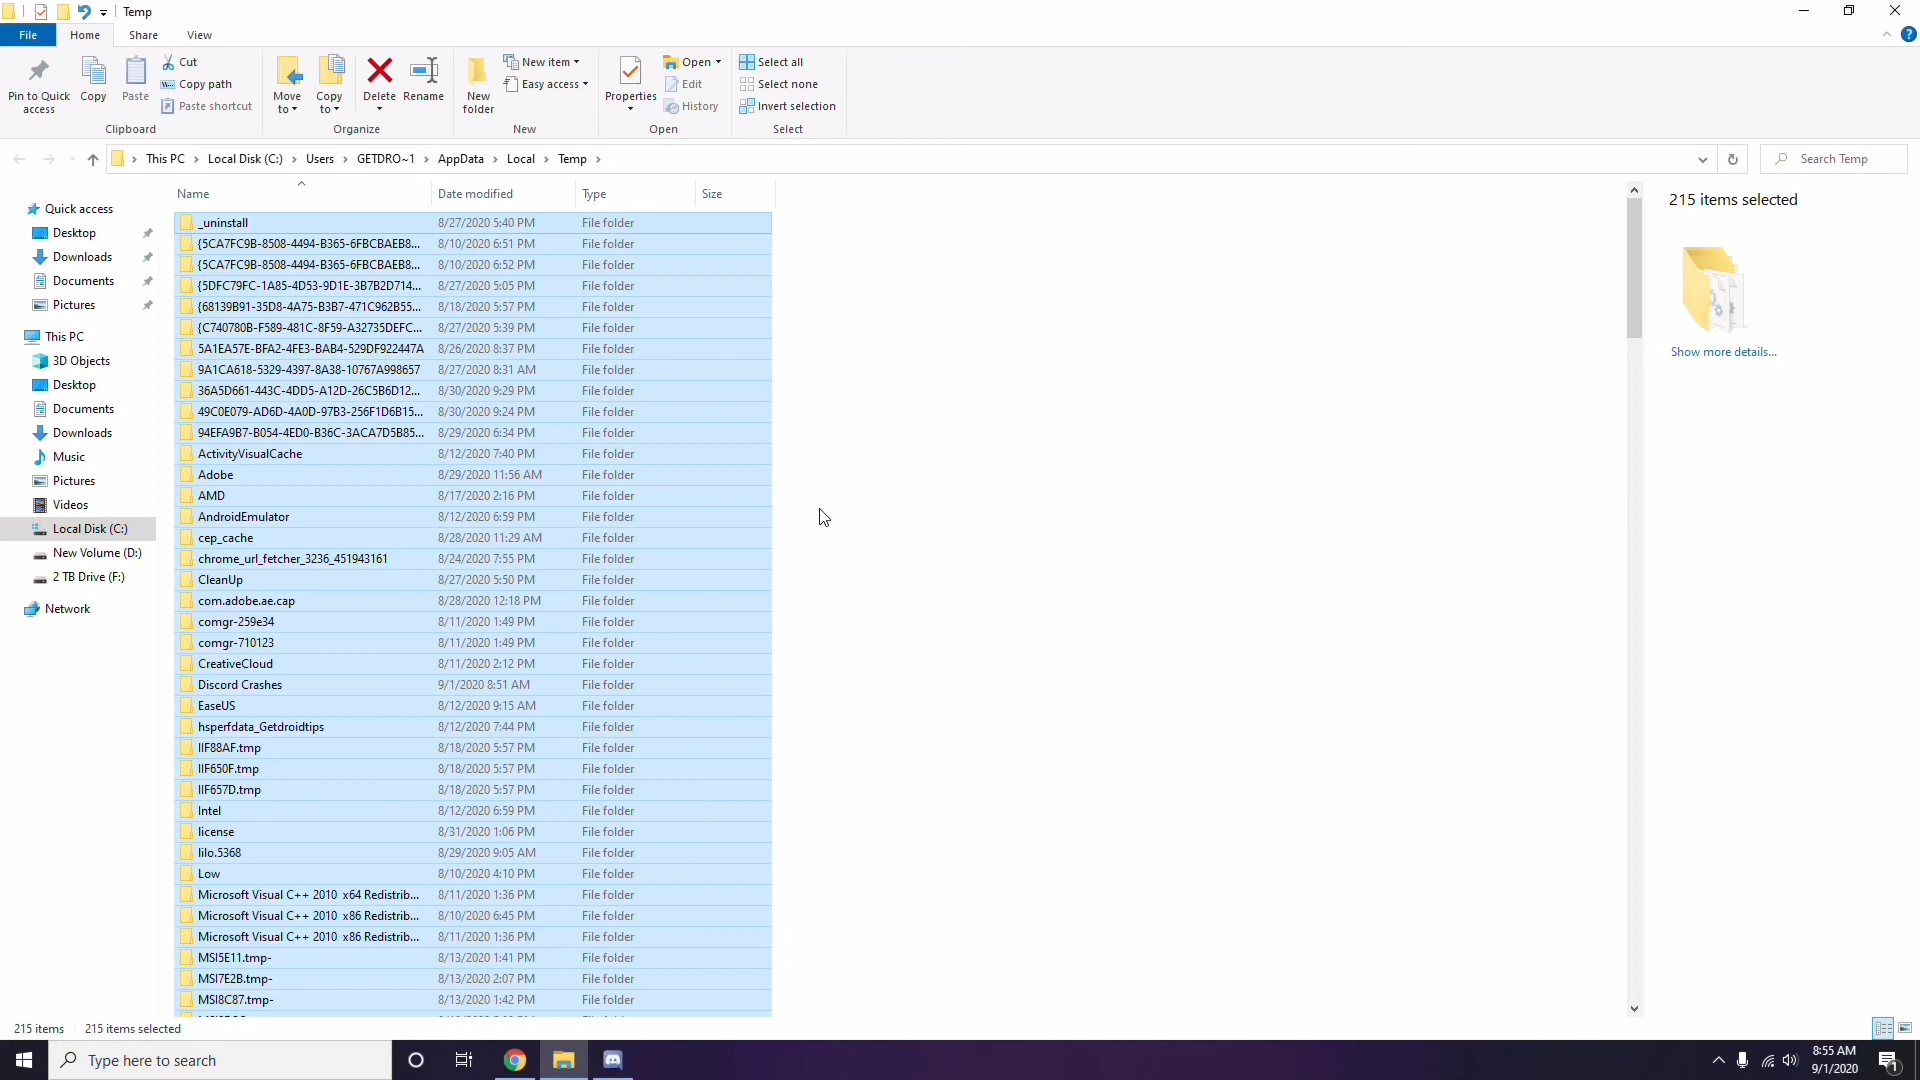 Temp
File
Home
Share
View
Pin to Quick access
Copy
Paste
Cut
Copy path
Paste shortcut
Clipboard
Move to
Copy to
Delete
Rename
Organize
New folder
New item
Easy access
New
Properties
Open
Edit
History
Open
Select all
Select none
Invert selection
Select
This PC
Local Disk (C:)
Users
GETDRO~1
AppData
Local
Temp
Search Temp
Quick access
Desktop
Downloads
Documents
Pictures
This PC
3D Objects
Desktop
Documents
Downloads
Music
Pictures
Videos
Local Disk (C:)
New Volume (D:)
2 TB Drive (F:)
Network
Name Date modified Type Size
_uninstall 8/27/2020 5:40 PM File folder
{5CA7FC9B-8508-4494-B365-6FBCBAEB8... 8/10/2020 6:51 PM File folder
{5CA7FC9B-8508-4494-B365-6FBCBAEB8... 8/10/2020 6:52 PM File folder
{5DFC79FC-1A85-4D53-9D1E-3B7B2D714... 8/27/2020 5:05 PM File folder
{68139B91-35D8-4A75-B3B7-471C962B55... 8/18/2020 5:57 PM File folder
{C740780B-F589-481C-8F59-A32735DEFC... 8/27/2020 5:39 PM File folder
5A1EA57E-BFA2-4FE3-BAB4-529DF922447A 8/26/2020 8:37 PM File folder
9A1CA618-5329-4397-8A38-10767A998657 8/27/2020 8:31 AM File folder
36A5D661-443C-4DD5-A12D-26C5B6D12... 8/30/2020 9:29 PM File folder
49C0E079-AD6D-4A0D-97B3-256F1D6B15... 8/30/2020 9:24 PM File folder
94EFA9B7-B054-4ED0-B36C-3ACA7D5B85... 8/29/2020 6:34 PM File folder
ActivityVisualCache 8/12/2020 7:40 PM File folder
Adobe 8/29/2020 11:56 AM File folder
AMD 8/17/2020 2:16 PM File folder
AndroidEmulator 8/12/2020 6:59 PM File folder
cep_cache 8/28/2020 11:29 AM File folder
chrome_url_fetcher_3236_451943161 8/24/2020 7:55 PM File folder
CleanUp 8/27/2020 5:50 PM File folder
com.adobe.ae.cap 8/28/2020 12:18 PM File folder
comgr-259e34 8/11/2020 1:49 PM File folder
comgr-710123 8/11/2020 1:49 PM File folder
CreativeCloud 8/11/2020 2:12 PM File folder
Discord Crashes 9/1/2020 8:51 AM File folder
EaseUS 8/12/2020 9:15 AM File folder
hsperfdata_Getdroidtips 8/12/2020 7:44 PM File folder
IIF88AF.tmp 8/18/2020 5:57 PM File folder
IIF650F.tmp 8/18/2020 5:57 PM File folder
IIF657D.tmp 8/18/2020 5:57 PM File folder
Intel 8/12/2020 6:59 PM File folder
license 8/31/2020 1:06 PM File folder
lilo.5368 8/29/2020 9:05 AM File folder
Low 8/10/2020 4:10 PM File folder
Microsoft Visual C++ 2010 x64 Redistrib... 8/11/2020 1:36 PM File folder
Microsoft Visual C++ 2010 x86 Redistrib... 8/10/2020 6:45 PM File folder
Microsoft Visual C++ 2010 x86 Redistrib... 8/11/2020 1:36 PM File folder
MSI5E11.tmp- 8/13/2020 1:41 PM File folder
MSI7E2B.tmp- 8/13/2020 2:07 PM File folder
MSI8C87.tmp- 8/13/2020 1:42 PM File folder
215 items selected
Show more details...
215 items 215 items selected
Type here to search
8:55 AM
9/1/2020
1